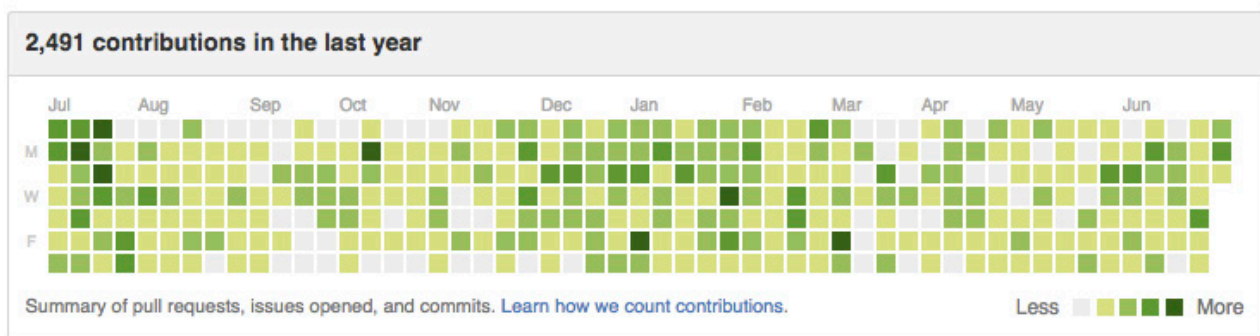 2,491 contributions in the last year
Jul Aug Sep Oct Nov Dec Jan Feb Mar Apr May Jun
M
W
F
Summary of pull requests, issues opened, and commits. Learn how we count contributions. Less More